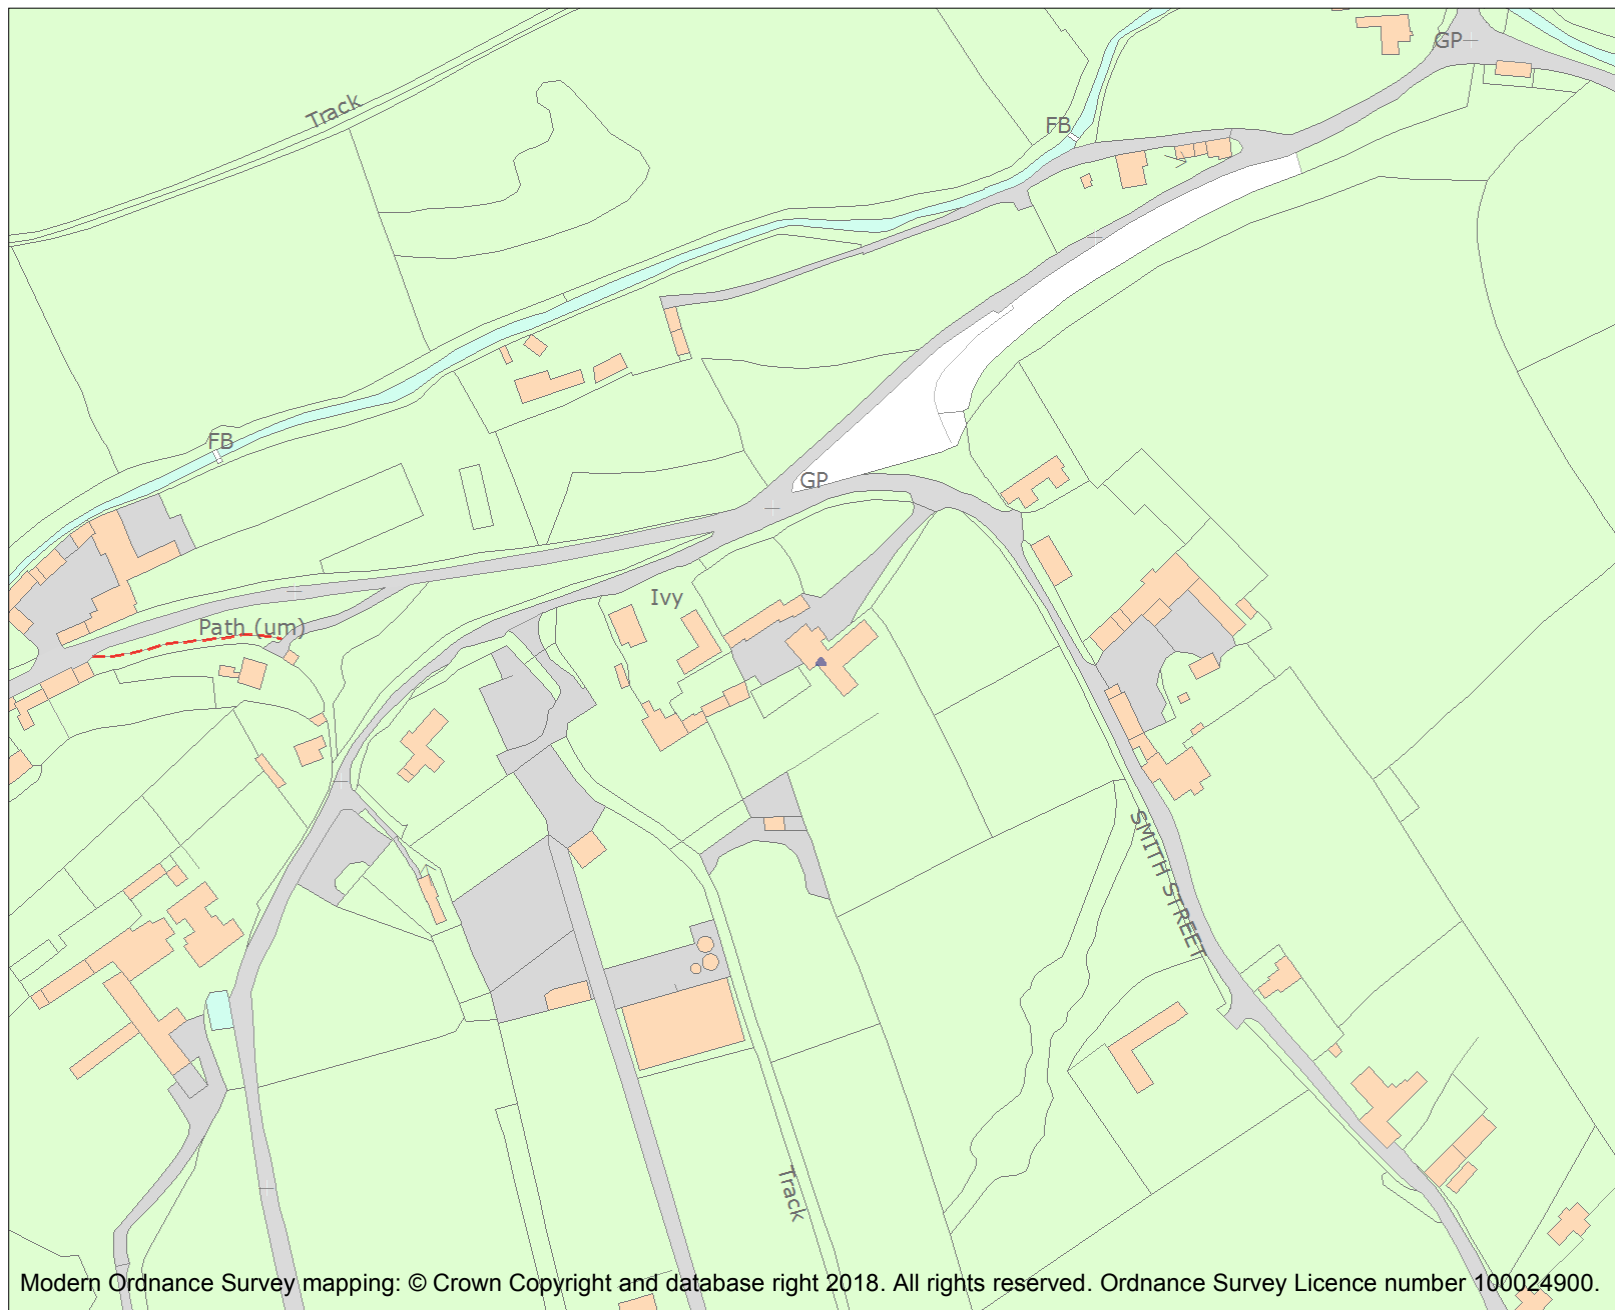 GP
Track
FB
FB
GP
Ivy
Path (um)
SMITH STREET
Track
Modern Ordnance Survey mapping: © Crown Copyright and database right 2018. All rights reserved. Ordnance Survey Licence number 100024900.